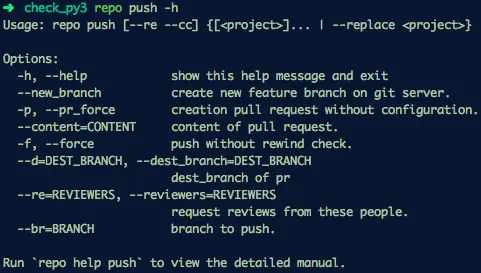 ➜ check_py3 repo push -h
Usage: repo push [--re --cc] {[<project>]... | --replace <project>}
Options:
-h, --help show this help message and exit
--new_branch create new feature branch on git server.
-p, --pr_force creation pull request without configuration.
--content=CONTENT content of pull request.
-f, --force push without rewind check.
--d=DEST_BRANCH, --dest_branch=DEST_BRANCH
dest_branch of pr
--re=REVIEWERS, --reviewers=REVIEWERS
request reviews from these people.
--br=BRANCH branch to push.
Run `repo help push` to view the detailed manual.